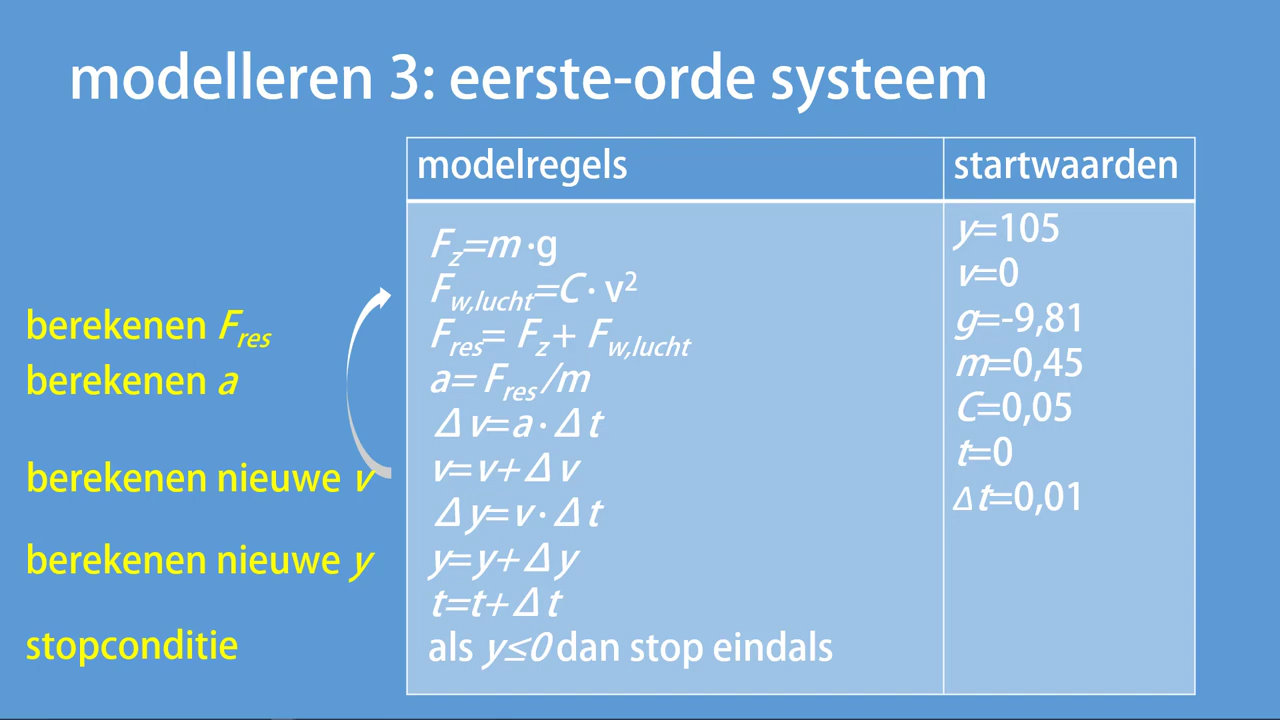 modelleren 3: eerste-orde systeem
modelregels
startwaarden
berekenen Fres
berekenen a
berekenen nieuwe v
berekenen nieuwe y
stopconditie
Fz=m·g
Fw,lucht=C·v²
Fres=Fz+Fw,lucht
a=Fres/m
Δv=a·Δt
v=v+Δv
Δy=v·Δt
y=y+Δy
t=t+Δt
als y≤0 dan stop eindals
y=105
v=0
g=-9,81
m=0,45
C=0,05
t=0
Δt=0,01